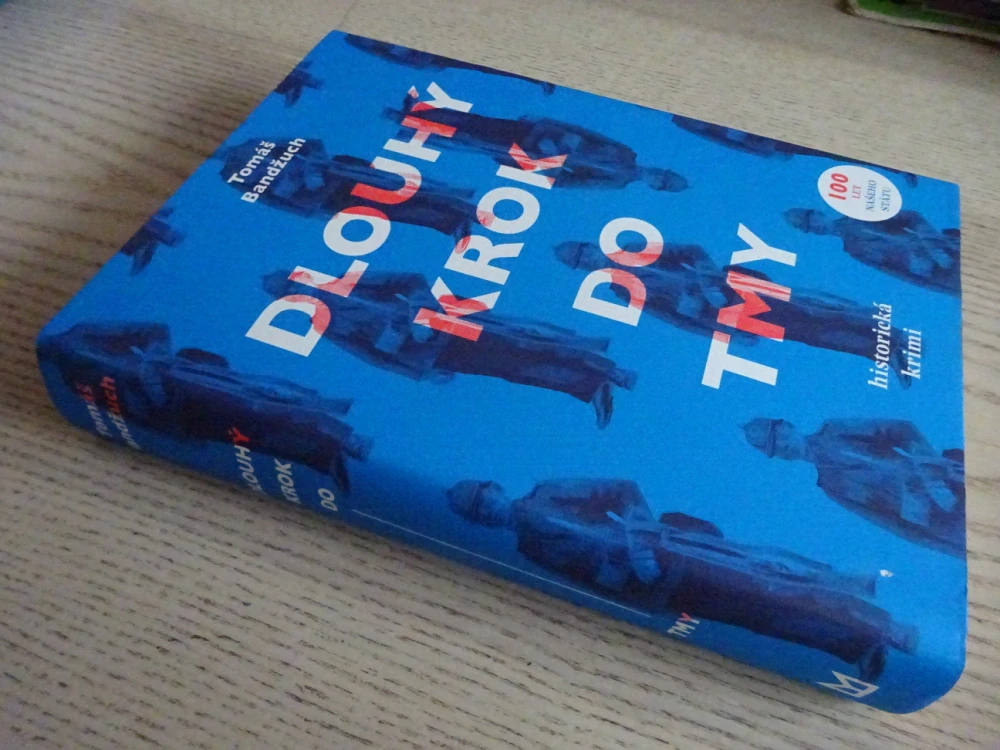 Tomáš
Bandžuch
DLOUHÝ
KROK
DO
TMY
100
LET
NAŠEHO
STÁTU
historická
krimi
Tomáš
Bandžuch
DLOUHÝ
KROK
DO
TMY